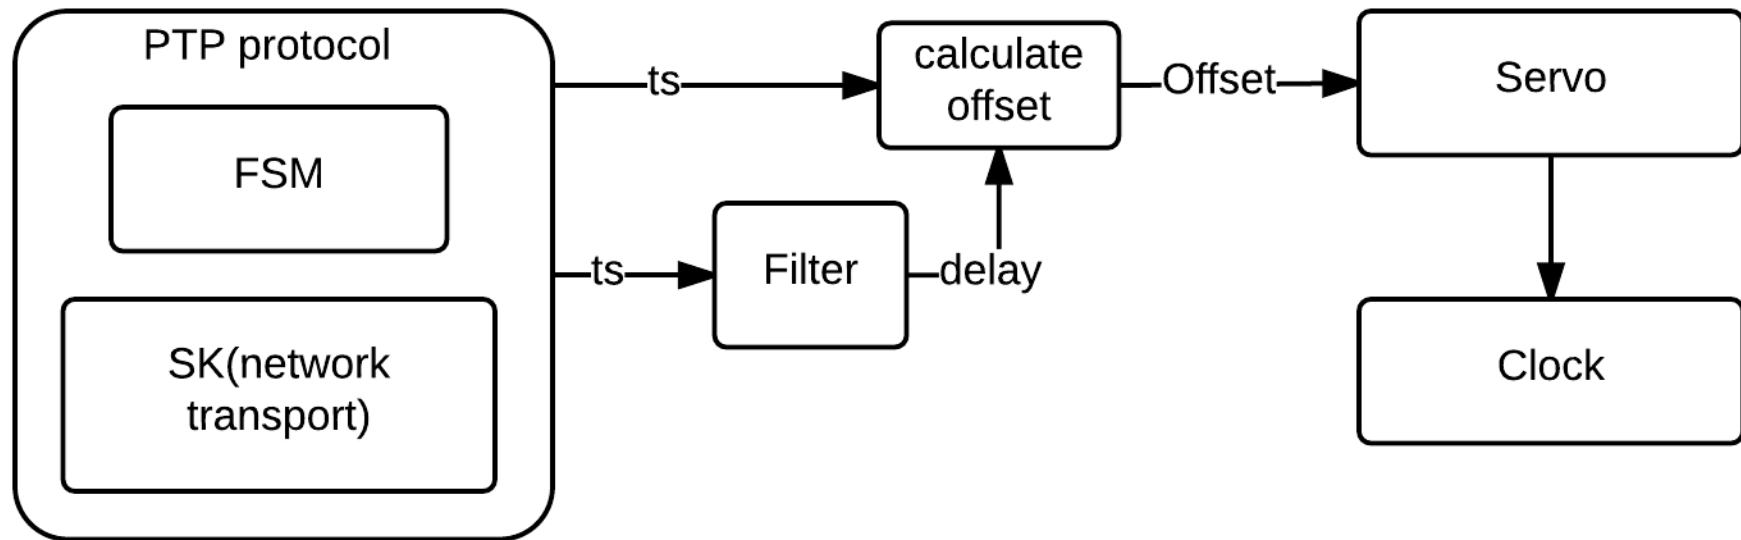 PTP protocol
FSM
SK(network
transport)
ts
ts
Filter
delay
calculate
offset
Offset
Servo
Clock